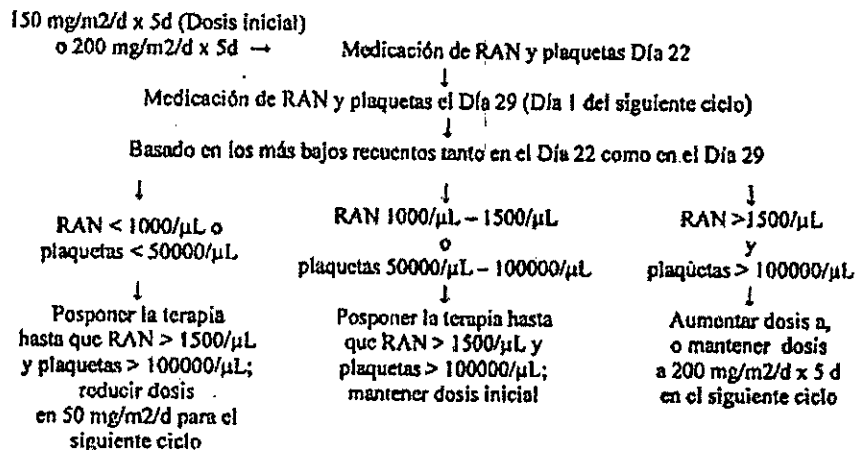 150 mg/m2/d x 5d (Dosis inicial)
o 200 mg/m2/d x 5d → Medicación de RAN y plaquetas Día 22
↓
Medicación de RAN y plaquetas el Día 29 (Día 1 del siguiente ciclo)
↓
Basado en los más bajos recuentos tanto en el Día 22 como en el Día 29
↓ ↓ ↓
RAN < 1000/µL o
plaquetas < 50000/µL
↓
Posponer la terapia
hasta que RAN > 1500/µL
y plaquetas > 100000/µL;
reducir dosis
en 50 mg/m2/d para el
siguiente ciclo
RAN 1000/µL – 1500/µL
o
plaquetas 50000/µL – 100000/µL
↓
Posponer la terapia hasta
que RAN > 1500/µL y
plaquetas > 100000/µL;
mantener dosis inicial
RAN >1500/µL
y
plaquetas > 100000/µL
↓
Aumentar dosis a,
o mantener dosis
a 200 mg/m2/d x 5 d
en el siguiente ciclo